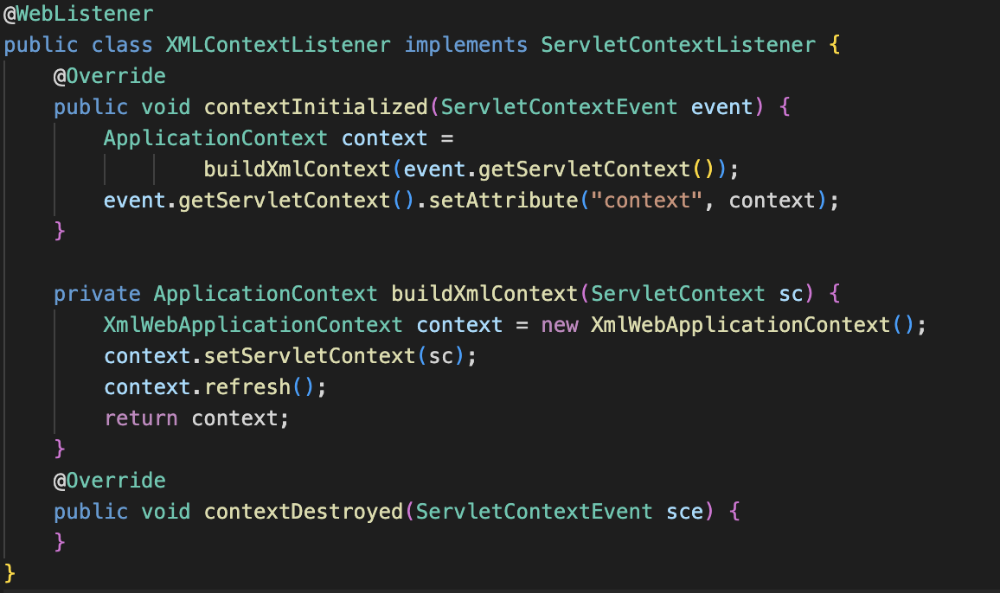 @WebListener
public class XMLContextListener implements ServletContextListener {
    @Override
    public void contextInitialized(ServletContextEvent event) {
        ApplicationContext context =
                buildXmlContext(event.getServletContext());
        event.getServletContext().setAttribute("context", context);
    }

    private ApplicationContext buildXmlContext(ServletContext sc) {
        XmlWebApplicationContext context = new XmlWebApplicationContext();
        context.setServletContext(sc);
        context.refresh();
        return context;
    }
    @Override
    public void contextDestroyed(ServletContextEvent sce) {
    }
}